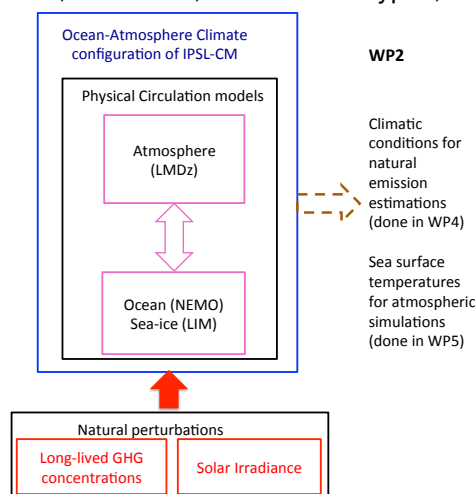 Ocean-Atmosphere Climate
configuration of IPSL-CM
WP2
Physical Circulation models
Atmosphere
(LMDz)
Climatic
conditions for
natural
emission
estimations
(done in WP4)
Sea surface
temperatures
for atmospheric
simulations
(done in WP5)
Ocean (NEMO)
Sea-ice (LIM)
Natural perturbations
Long-lived GHG
concentrations
Solar Irradiance